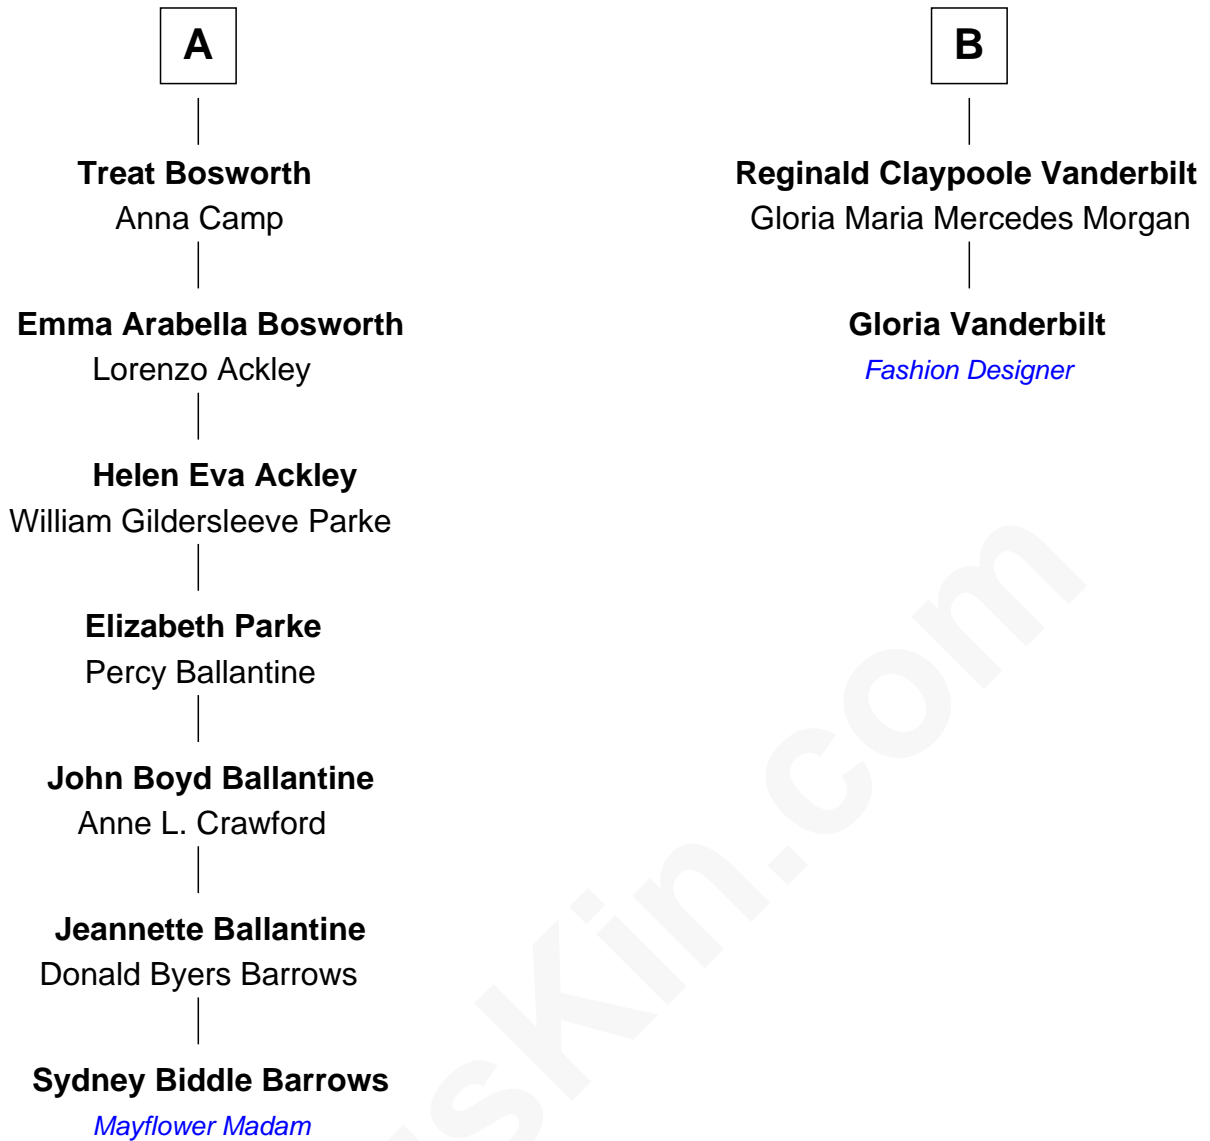 A
Treat Bosworth
Anna Camp
Emma Arabella Bosworth
Lorenzo Ackley
Helen Eva Ackley
William Gildersleeve Parke
Elizabeth Parke
Percy Ballantine
John Boyd Ballantine
Anne L. Crawford
Jeannette Ballantine
Donald Byers Barrows
Sydney Biddle Barrows
Mayflower Madam
B
Reginald Claypoole Vanderbilt
Gloria Maria Mercedes Morgan
Gloria Vanderbilt
Fashion Designer
sKin.com